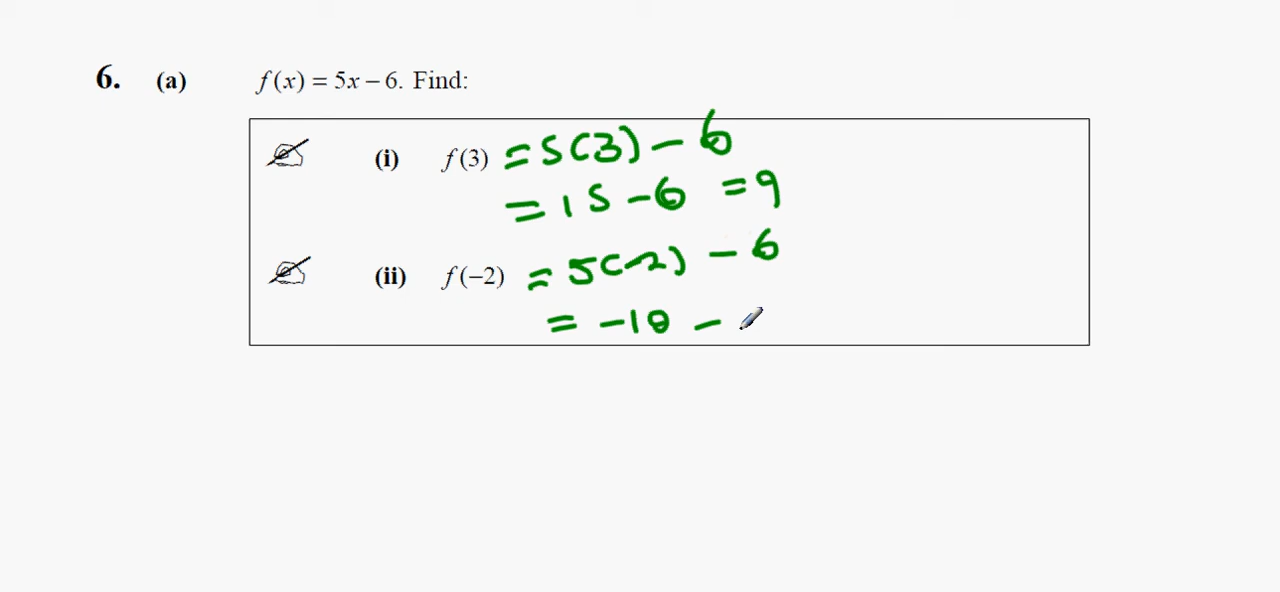 6. (a) f(x) = 5x – 6. Find:
(i) f(3) = 5(3) – 6
= 15 – 6 = 9
(ii) f(–2) = 5(–2) – 6
= –10 –